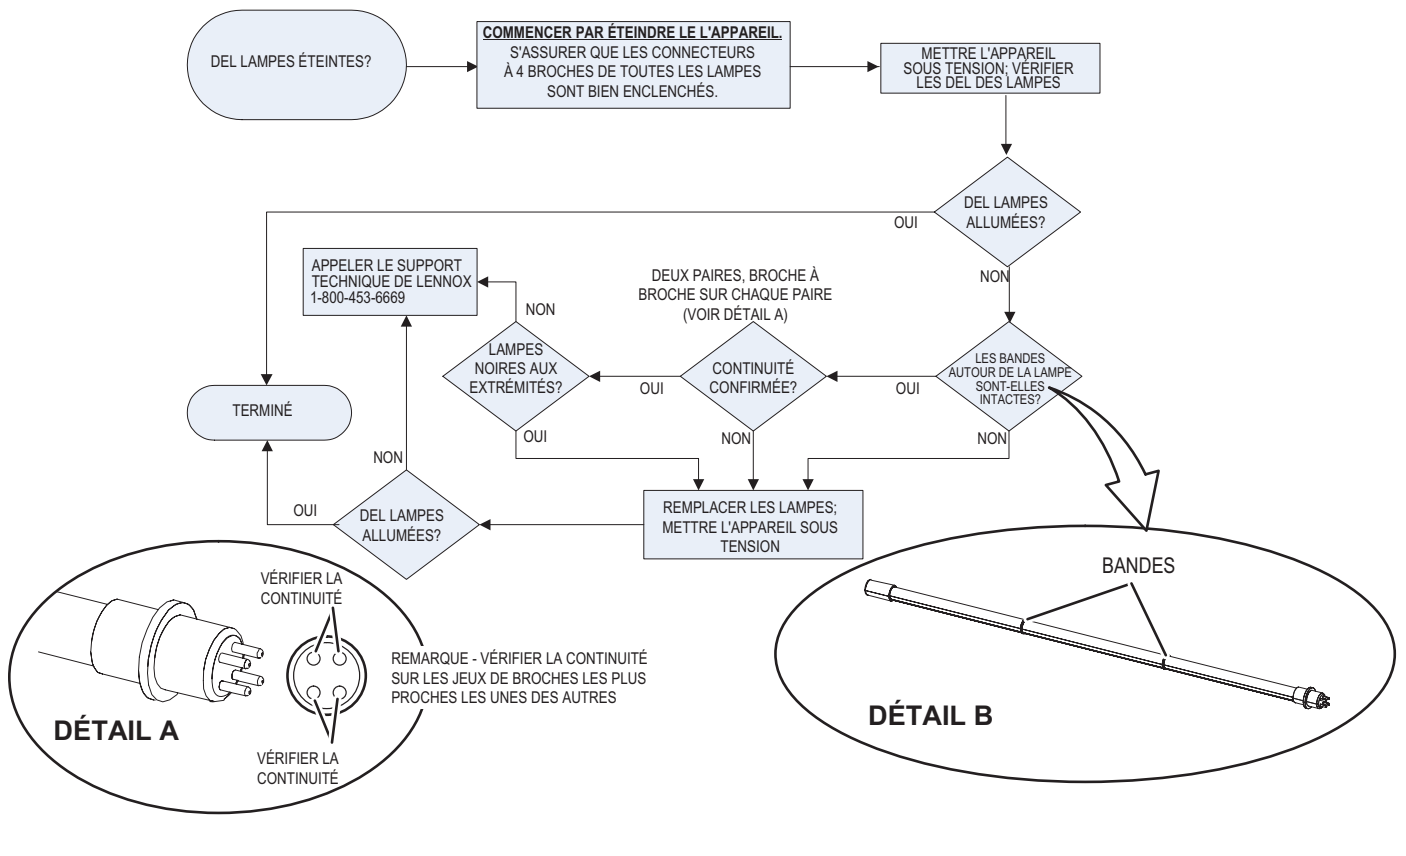 DEL LAMPES ÉTEINTES?
COMMENCER PAR ÉTEINDRE LE L'APPAREIL.
S'ASSURER QUE LES CONNECTEURS
À 4 BROCHES DE TOUTES LES LAMPES
SONT BIEN ENCLENCHÉS.
METTRE L'APPAREIL
SOUS TENSION; VÉRIFIER
LES DEL DES LAMPES
DEL LAMPES
ALLUMÉES?
OUI
NON
APPELER LE SUPPORT
TECHNIQUE DE LENNOX
1-800-453-6669
DEUX PAIRES, BROCHE À
BROCHE SUR CHAQUE PAIRE
(VOIR DÉTAIL A)
NON
LAMPES
NOIRES AUX
EXTRÉMITÉS?
OUI
CONTINUITÉ
CONFIRMÉE?
OUI
LES BANDES
AUTOUR DE LA LAMPE
SONT-ELLES
INTACTES?
TERMINÉ
OUI
NON
NON
NON
OUI
DEL LAMPES
ALLUMÉES?
REMPLACER LES LAMPES;
METTRE L'APPAREIL SOUS
TENSION
VÉRIFIER LA
CONTINUITÉ
REMARQUE - VÉRIFIER LA CONTINUITÉ
SUR LES JEUX DE BROCHES LES PLUS
PROCHES LES UNES DES AUTRES
DÉTAIL A
VÉRIFIER LA
CONTINUITÉ
BANDES
DÉTAIL B